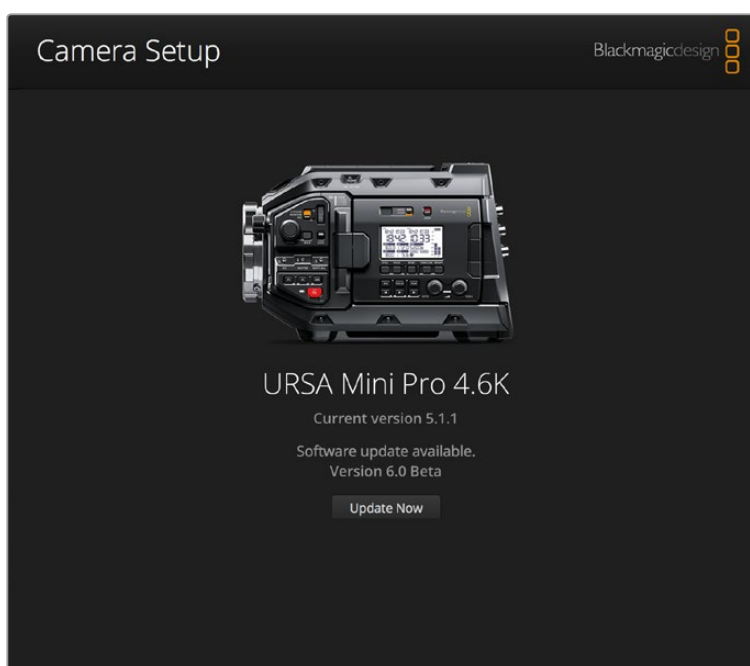 Camera Setup
Blackmagicdesign
URSA Mini Pro 4.6K
Current version 5.1.1
Software update available.
Version 6.0 Beta
Update Now